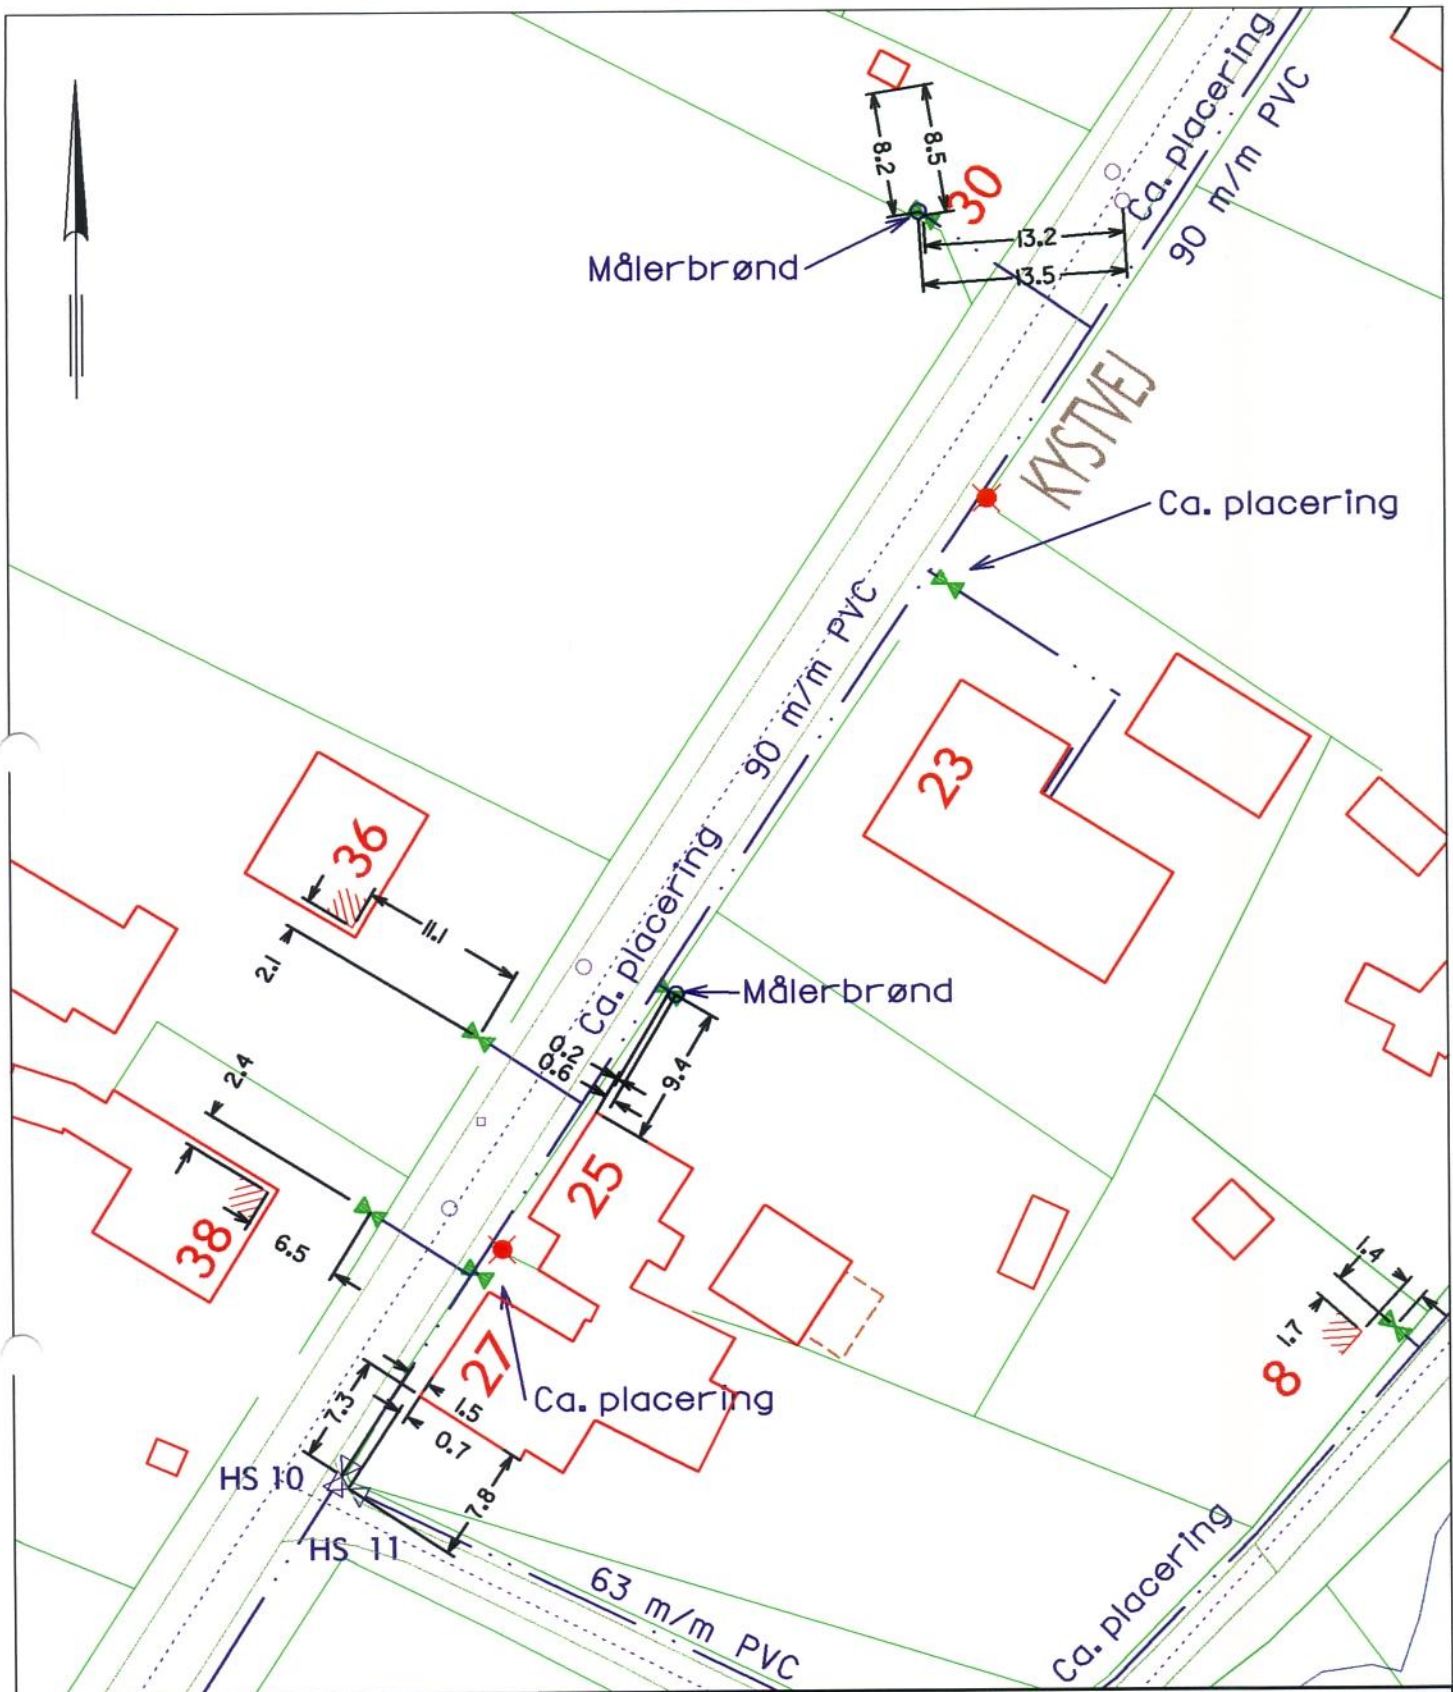 Ca. placering
90 m/m PVC
8.2
8.5
30
13.2
13.5
Målerbrønd
KYSTVEJ
Ca. placering
90 m/m PVC
23
36
11.1
2.1
Ca. placering
Målerbrønd
0.2
0.6
9.4
2.4
38
6.5
25
27
Ca. placering
7.3
1.5
0.7
7.8
HS 10
HS 11
63 m/m PVC
1.4
1.7
8
Ca. placering